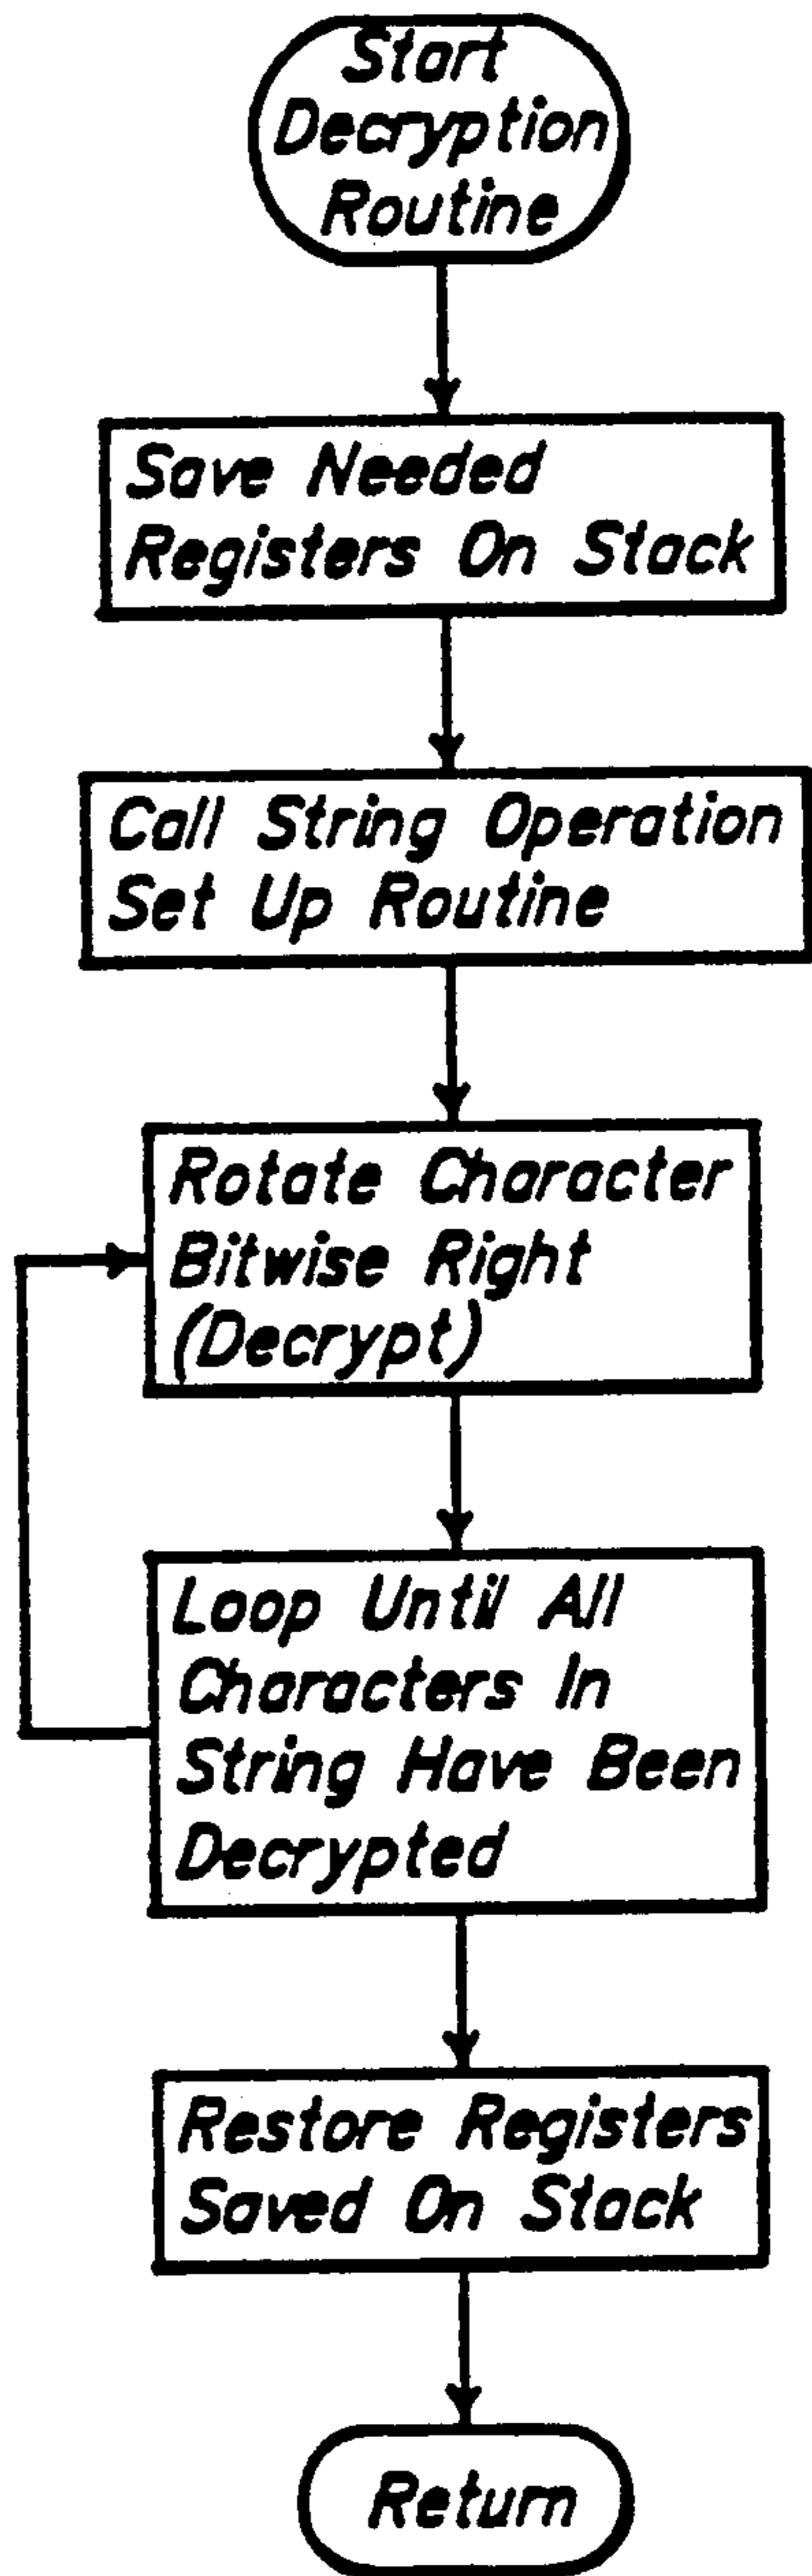 Start
Decryption
Routine
Save Needed
Registers On Stack
Call String Operation
Set Up Routine
Rotate Character
Bitwise Right
(Decrypt)
Loop Until All
Characters In
String Have Been
Decrypted
Restore Registers
Saved On Stack
Return